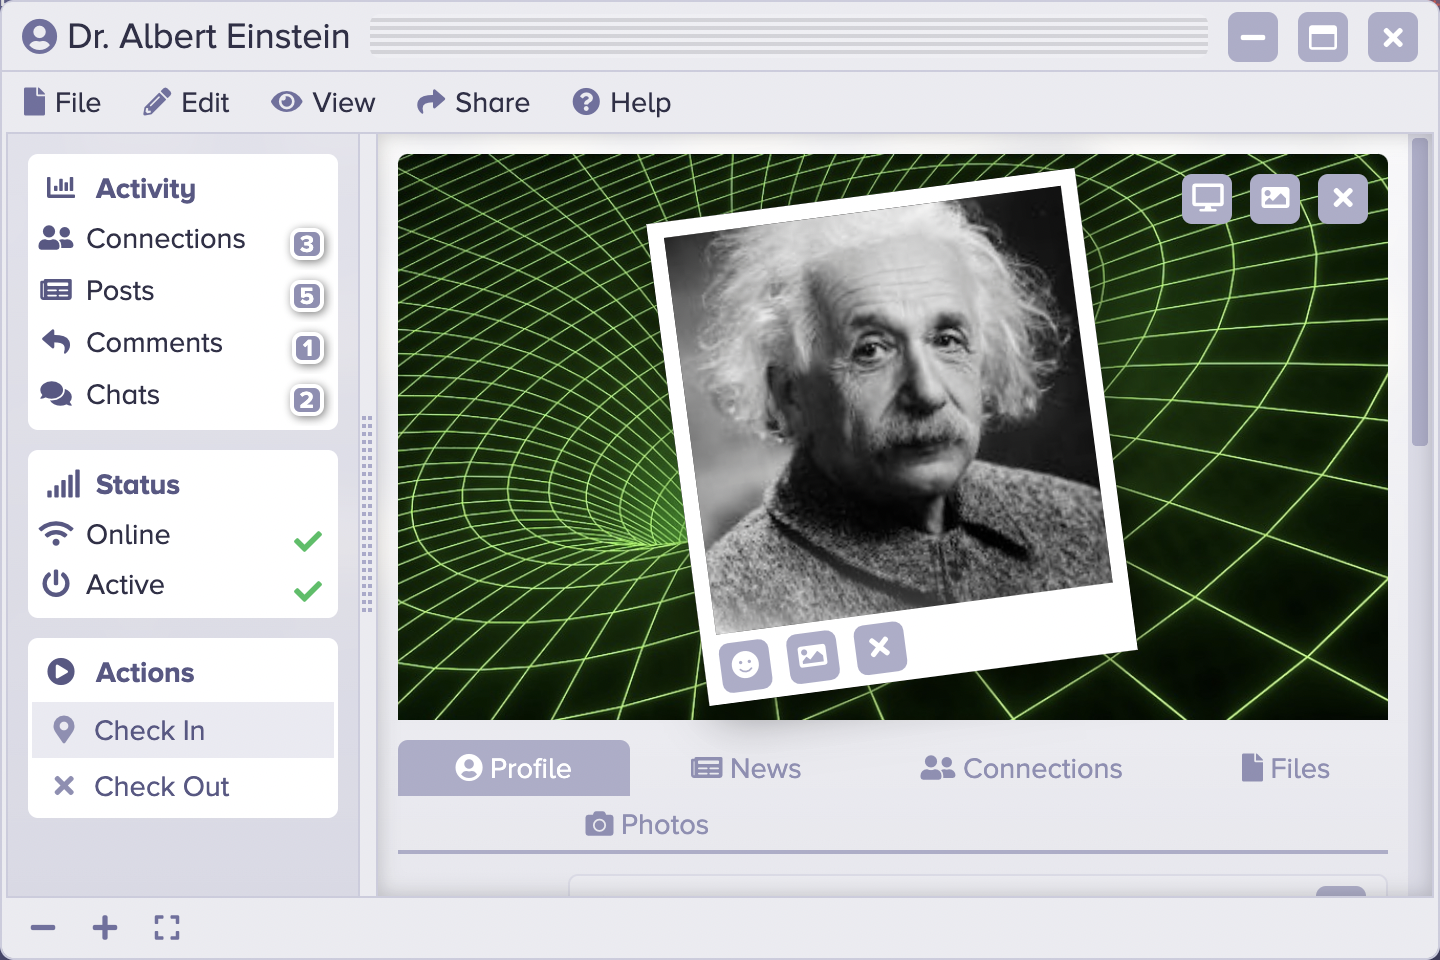 Dr. Albert Einstein
File Edit View Share Help
Activity
Connections 3
Posts 5
Comments 1
Chats 2
Status
Online
Active
Actions
Check In
Check Out
Profile News Connections Files
Photos